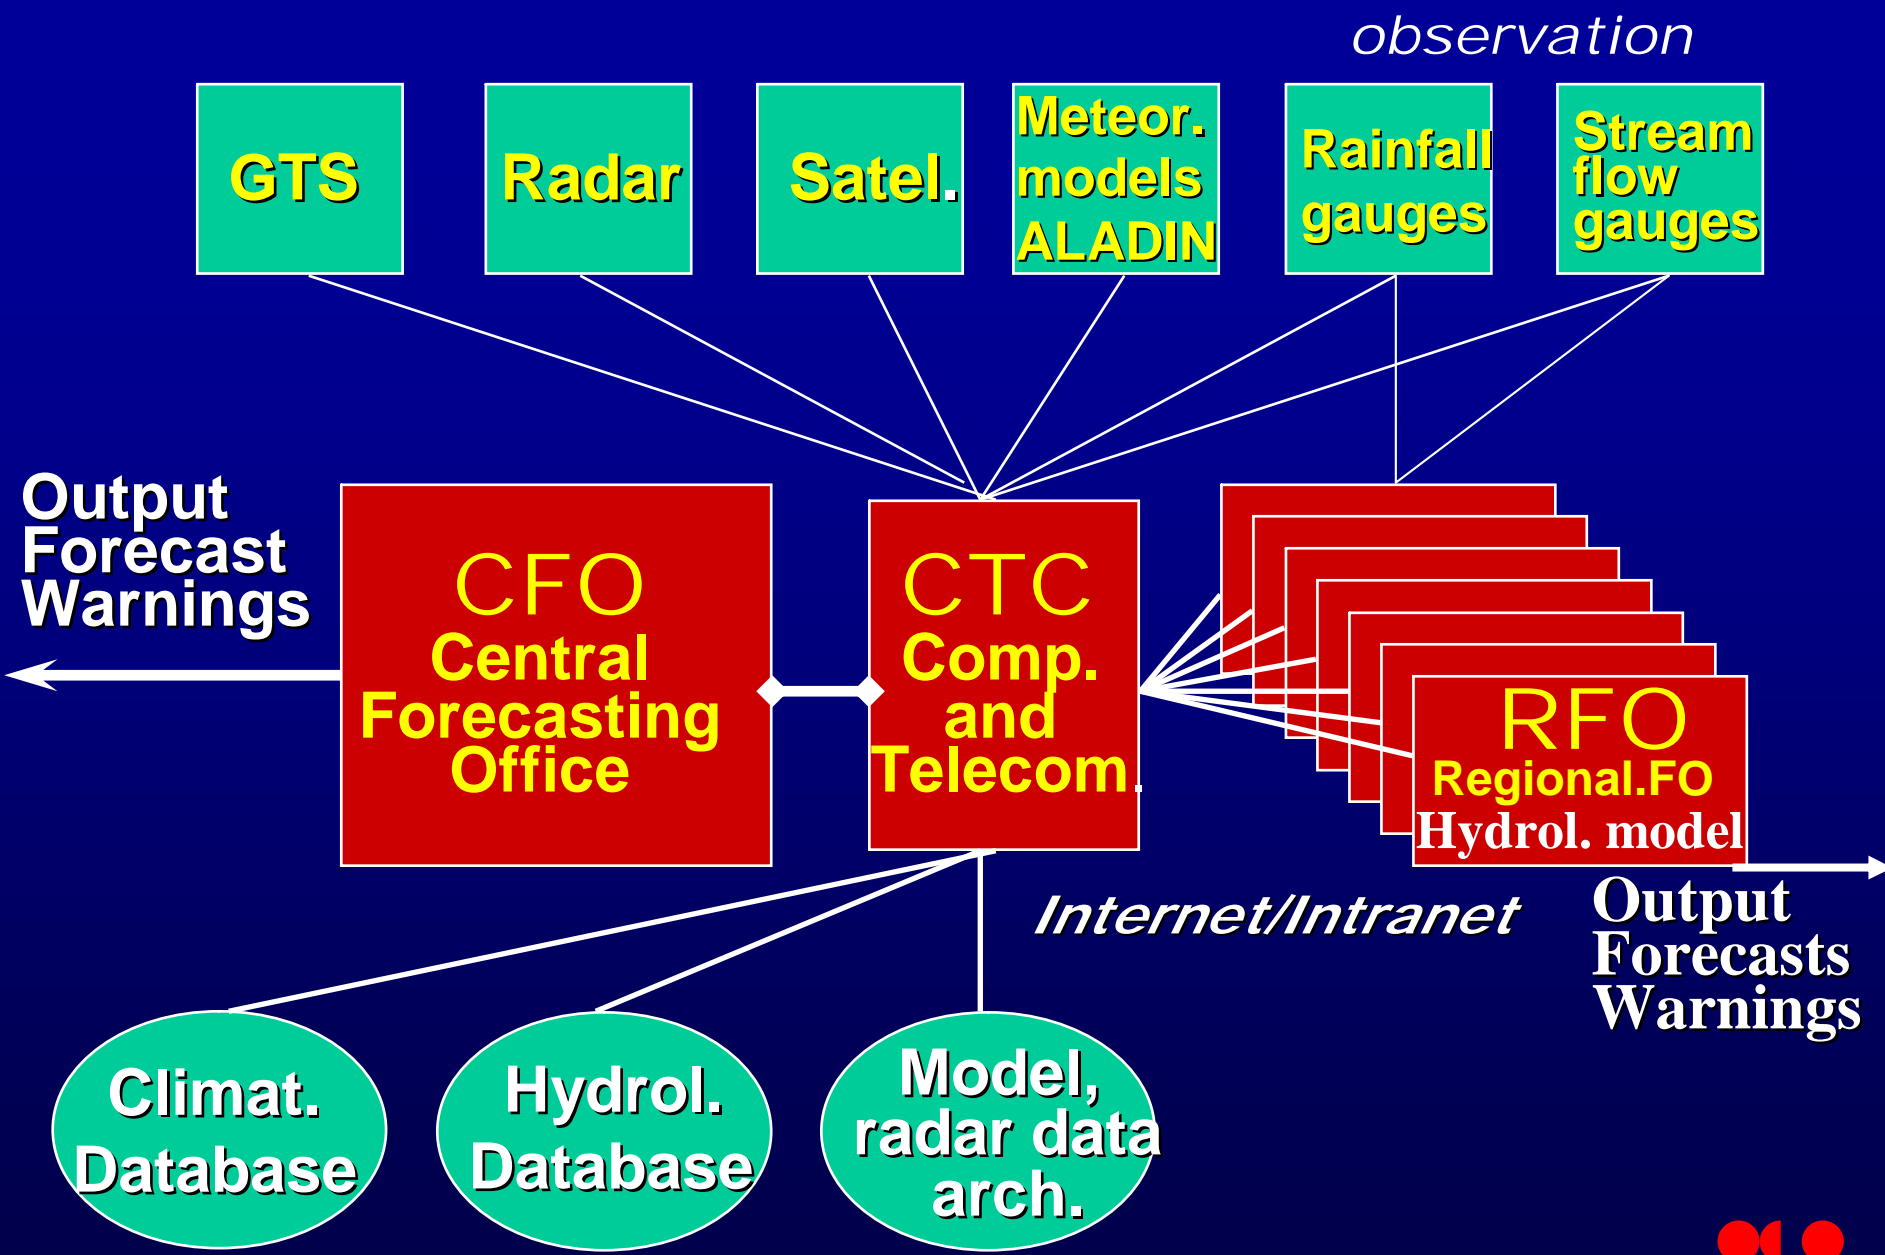 observation
GTS
Radar
Satel.
Meteor.
models
ALADIN
Rainfall
gauges
Stream
flow
gauges
Output
Forecast
Warnings
CFO
Central
Forecasting
Office
CTC
Comp.
and
Telecom.
RFO
Regional.FO
Hydrol. model
Internet/Intranet
Output
Forecasts
Warnings
Climat.
Database
Hydrol.
Database
Model,
radar data
arch.